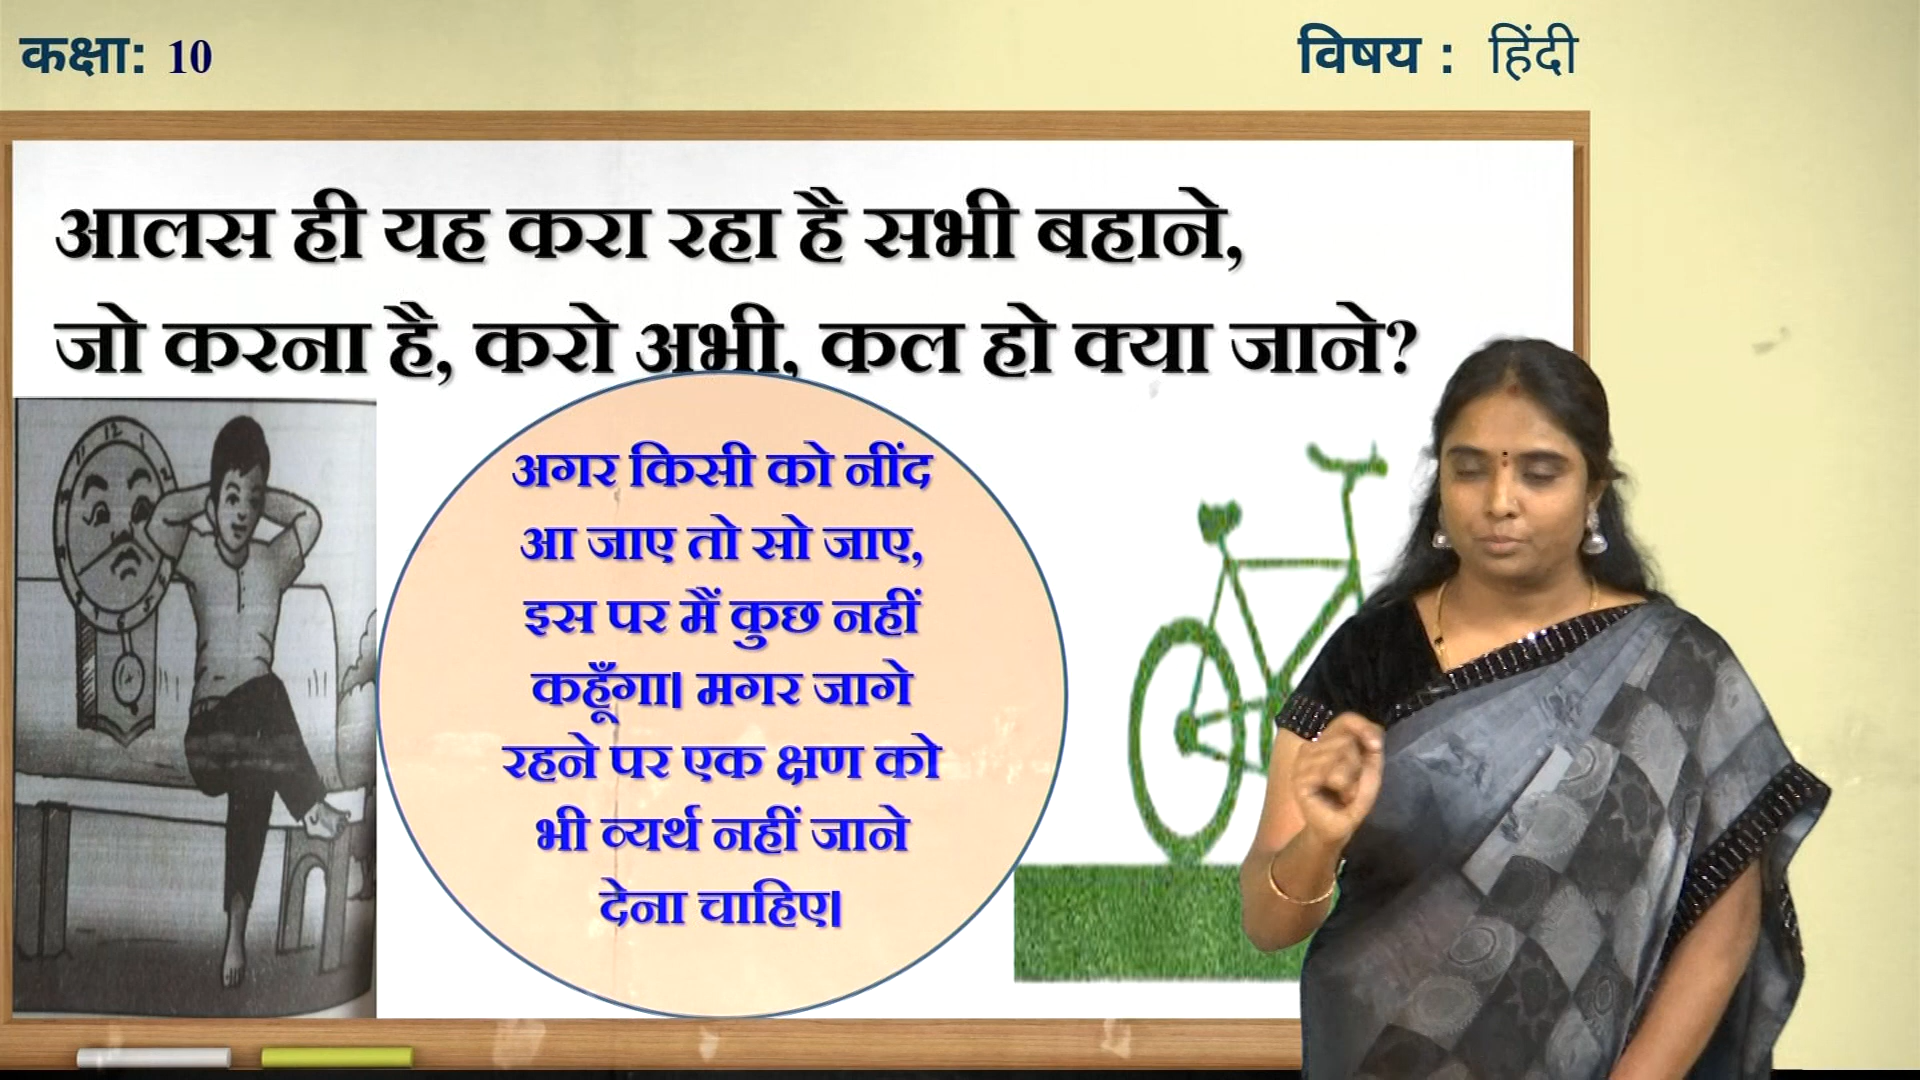 कक्षा: 10
विषय : हिंदी
आलस ही यह करा रहा है सभी बहाने,
जो करना है, करो अभी, कल हो क्या जाने?
अगर किसी को नींद
आ जाए तो सो जाए,
इस पर मैं कुछ नहीं
कहूँगा। मगर जागे
रहने पर एक क्षण को
भी व्यर्थ नहीं जाने
देना चाहिए।